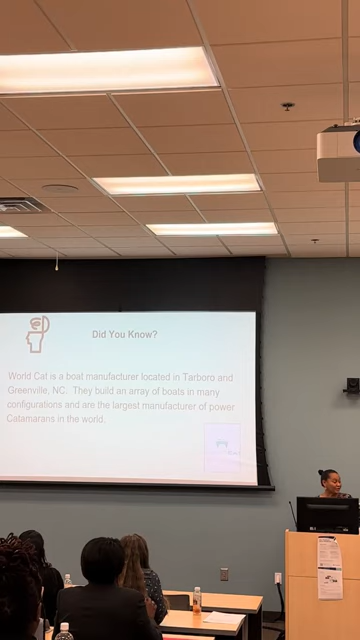 Did You Know?
World Cat is a boat manufacturer located in Tarboro and
Greenville, NC. They build an array of boats in many
configurations and are the largest manufacturer of power
Catamarans in the world.